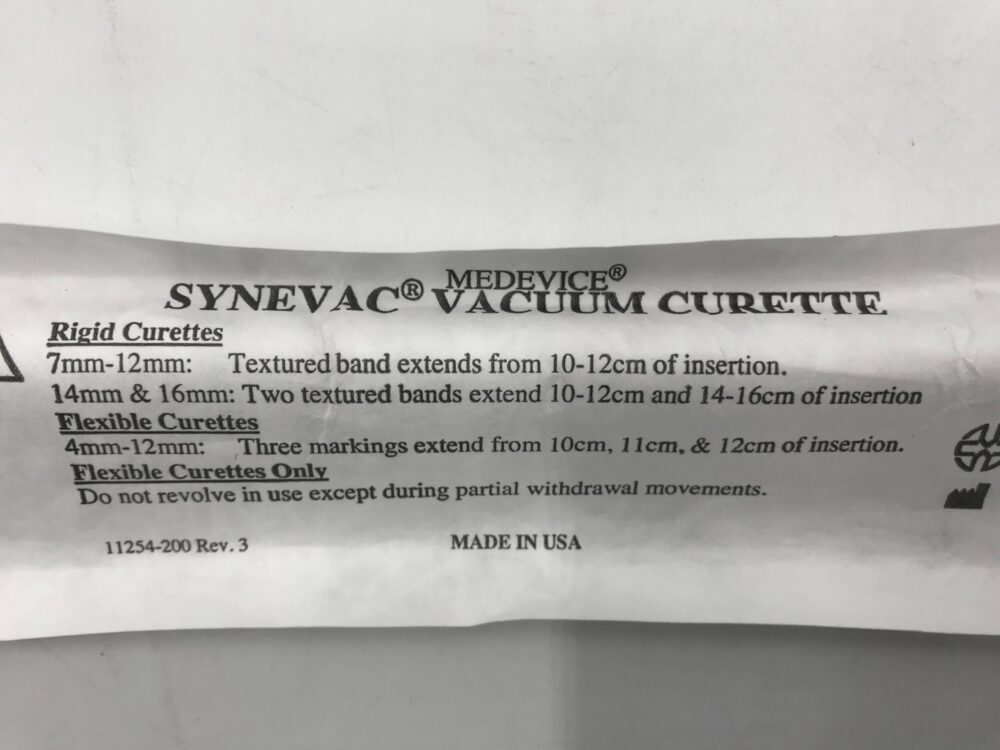 MEDEVICE®
SYNEVAC® VACUUM CURETTE
Rigid Curettes
7mm-12mm: Textured band extends from 10-12cm of insertion.
14mm & 16mm: Two textured bands extend 10-12cm and 14-16cm of insertion
Flexible Curettes
4mm-12mm: Three markings extend from 10cm, 11cm, & 12cm of insertion.
Flexible Curettes Only
Do not revolve in use except during partial withdrawal movements.
11254-200 Rev. 3 MADE IN USA